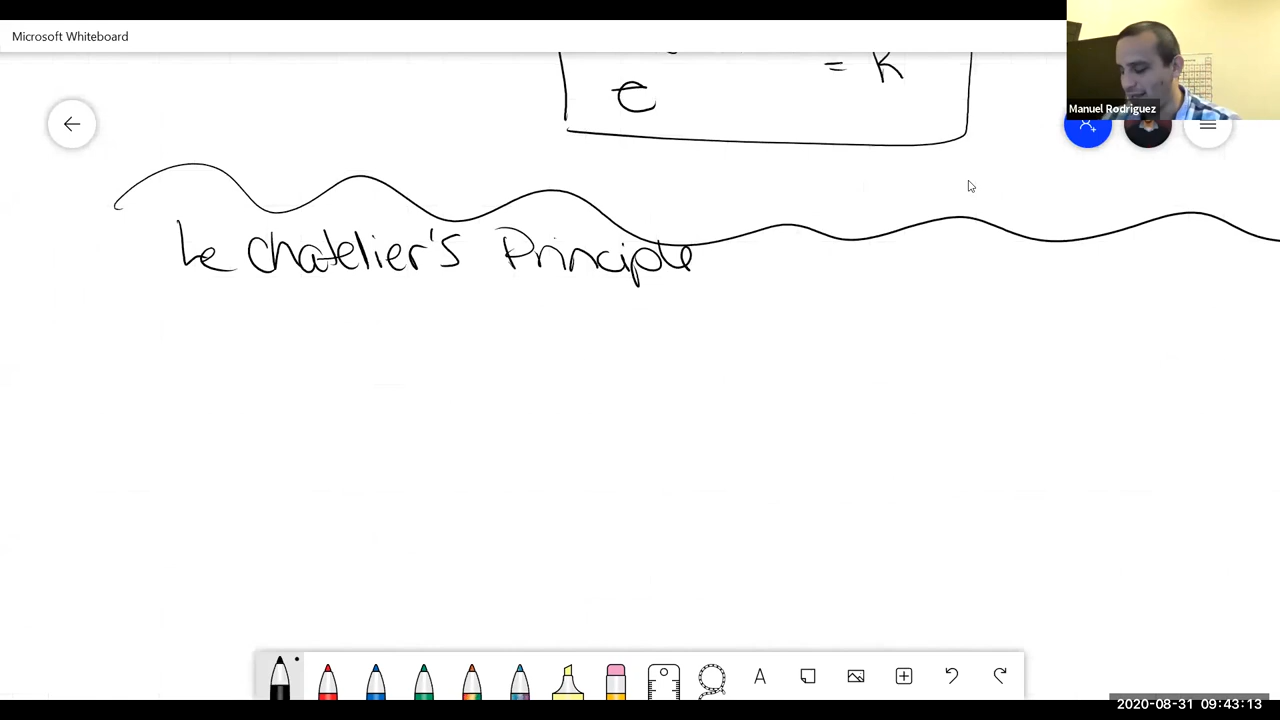 Microsoft Whiteboard
= K
e
Manuel Rodriguez
Le Chatelier's Principle
A
2020-08-31 09:43:13